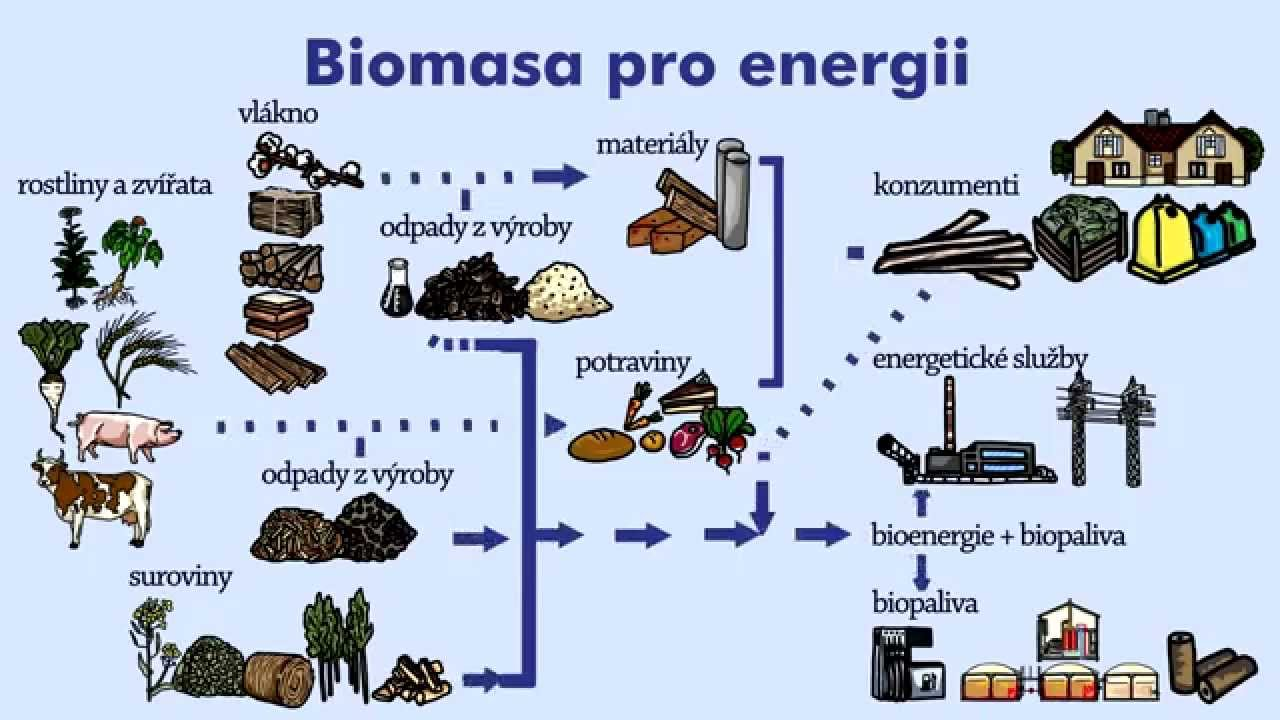 Biomasa pro energii
vlákno
materiály
rostliny a zvířata
konzumenti
odpady z výroby
potraviny
energetické služby
odpady z výroby
bioenergie + biopaliva
suroviny
biopaliva